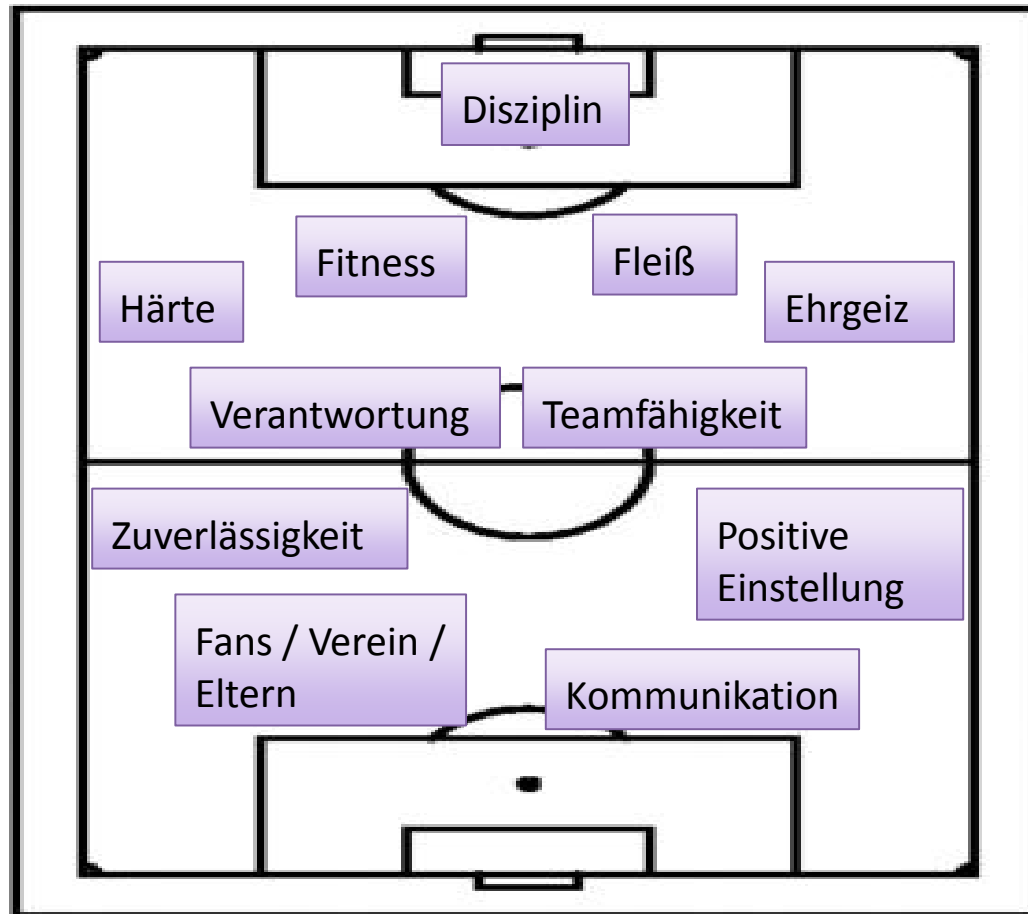 Disziplin
Fitness
Fleiß
Härte
Ehrgeiz
Verantwortung
Teamfähigkeit
Zuverlässigkeit
Positive
Einstellung
Fans / Verein /
Eltern
Kommunikation